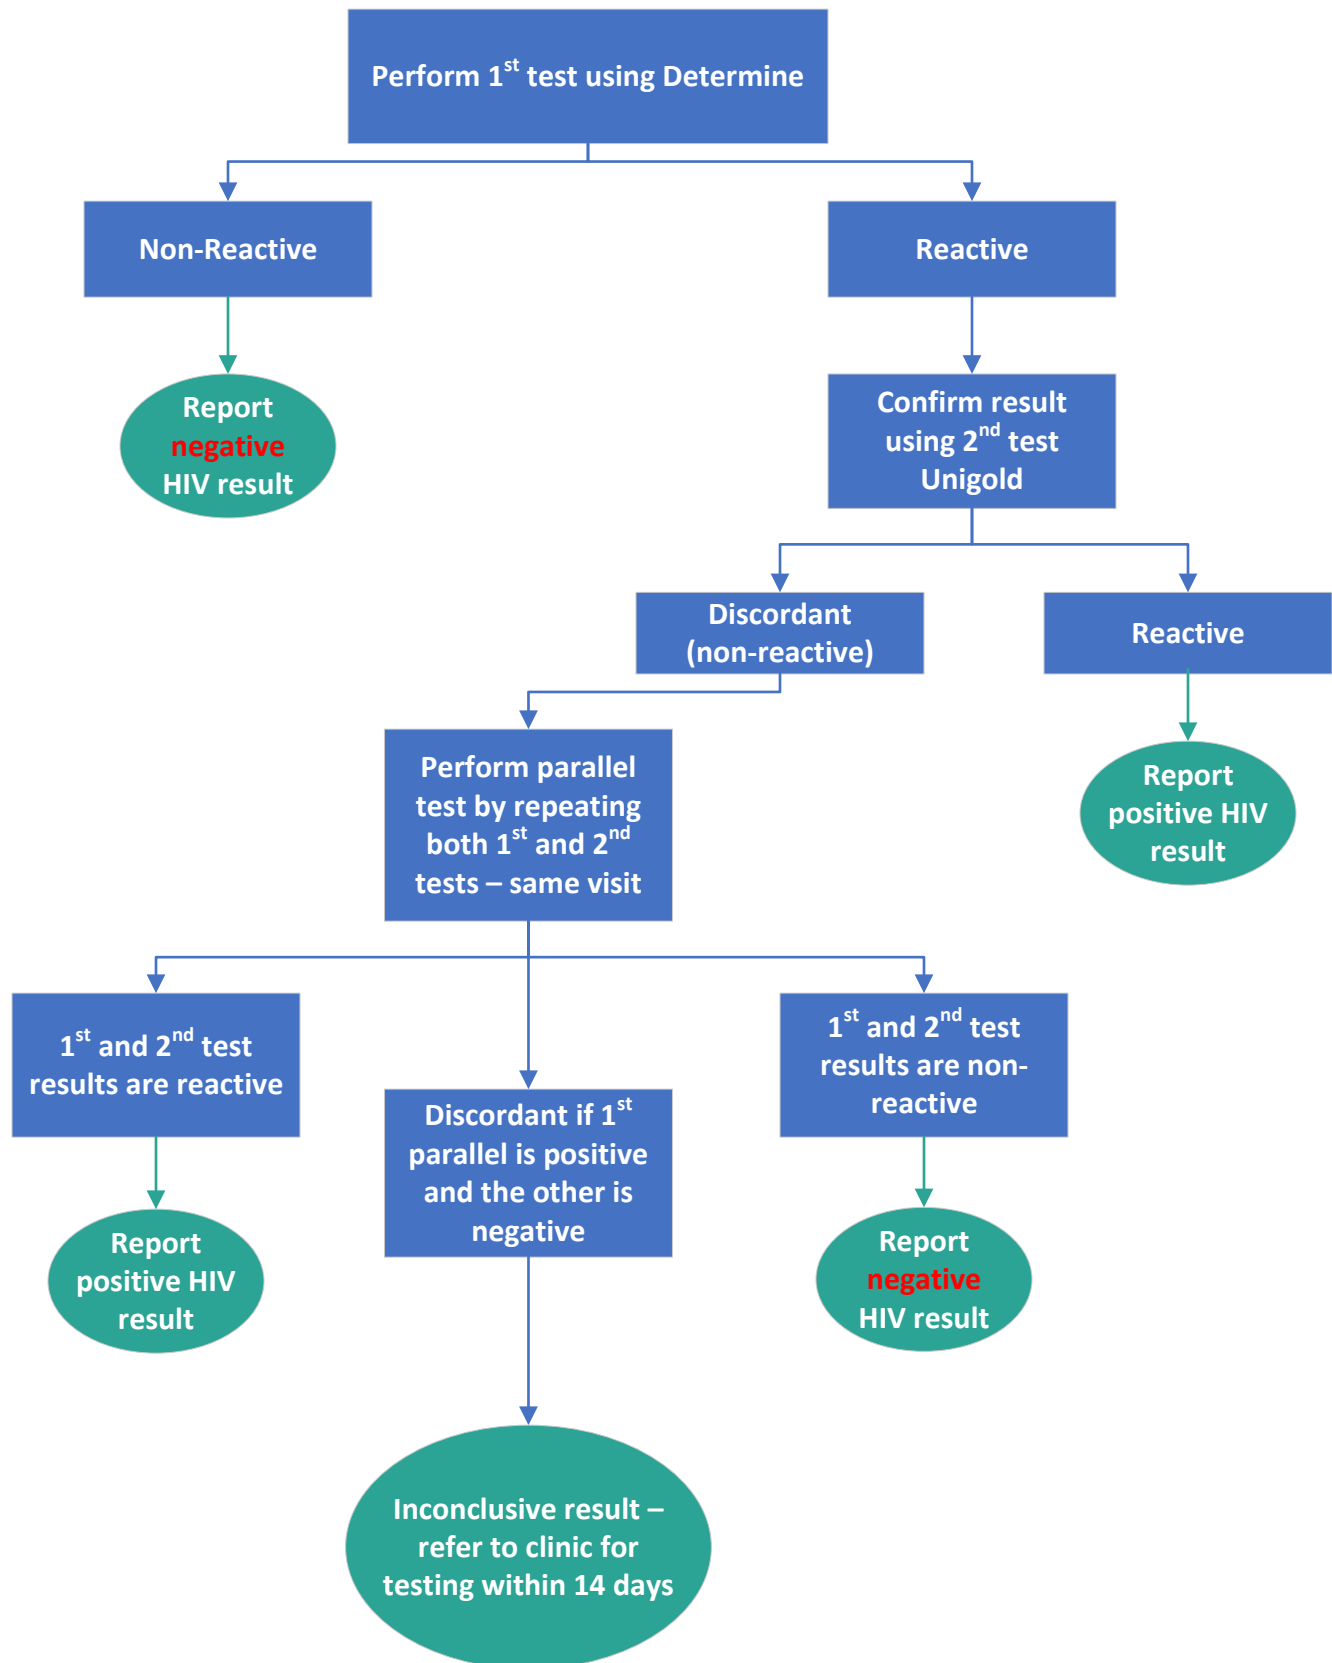 Perform 1st test using Determine
Non-Reactive
Reactive
Report
negative
HIV result
Confirm result
using 2nd test
Unigold
Discordant
(non-reactive)
Reactive
Perform parallel
test by repeating
both 1st and 2nd
tests – same visit
Report
positive HIV
result
1st and 2nd test
results are reactive
Discordant if 1st
parallel is positive
and the other is
negative
1st and 2nd test
results are non-
reactive
Report
positive HIV
result
Report
negative
HIV result
Inconclusive result –
refer to clinic for
testing within 14 days